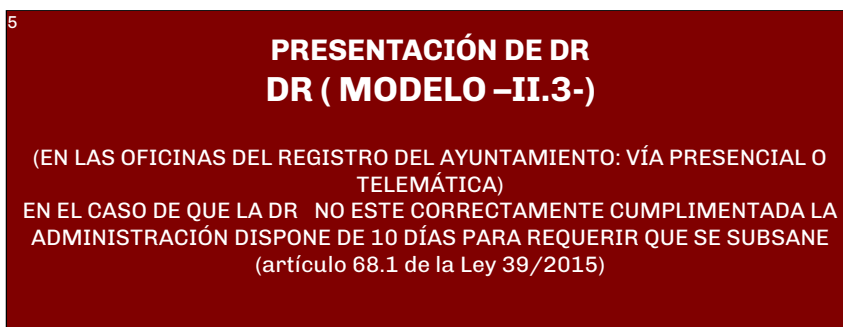 5
PRESENTACIÓN DE DR
DR ( MODELO –II.3-)
(EN LAS OFICINAS DEL REGISTRO DEL AYUNTAMIENTO: VÍA PRESENCIAL O
TELEMÁTICA)
EN EL CASO DE QUE LA DR   NO ESTE CORRECTAMENTE CUMPLIMENTADA LA
ADMINISTRACIÓN DISPONE DE 10 DÍAS PARA REQUERIR QUE SE SUBSANE
(artículo 68.1 de la Ley 39/2015)